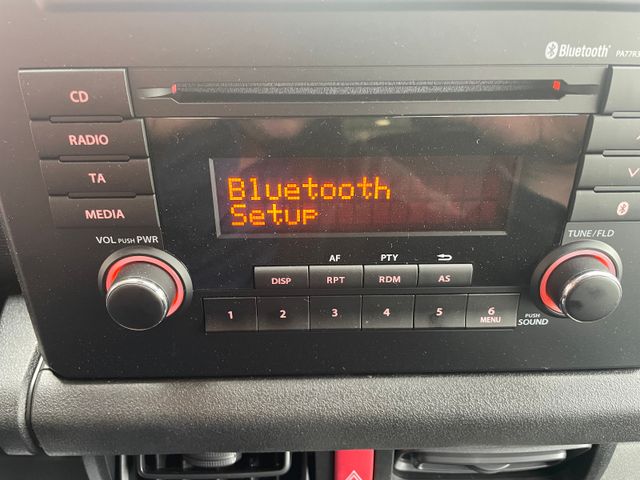 Bluetooth
CD
RADIO
TA
MEDIA
Bluetooth
Setup
VOL PUSH PWR
TUNE/FLD
AF PTY
DISP RPT RDM AS
1 2 3 4 5 6
MENU
PUSH
SOUND